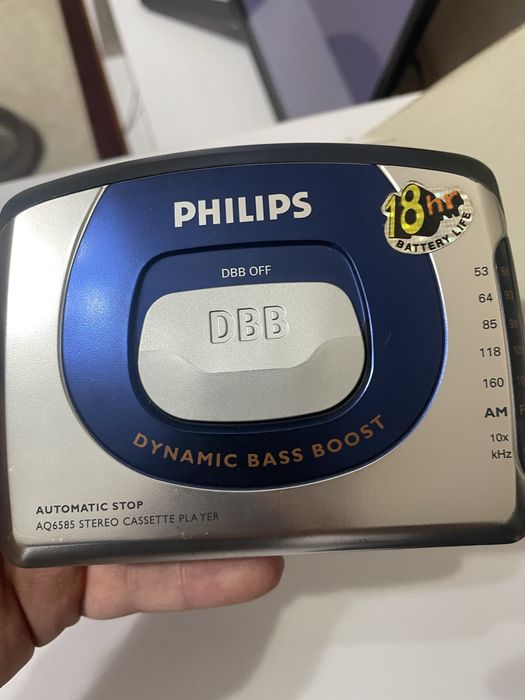 PHILIPS
18hr
BATTERY LIFE
DBB OFF
DBB
DYNAMIC BASS BOOST
53
64
85
118
160
AM
10x
kHz
AUTOMATIC STOP
AQ6585 STEREO CASSETTE PLAYER